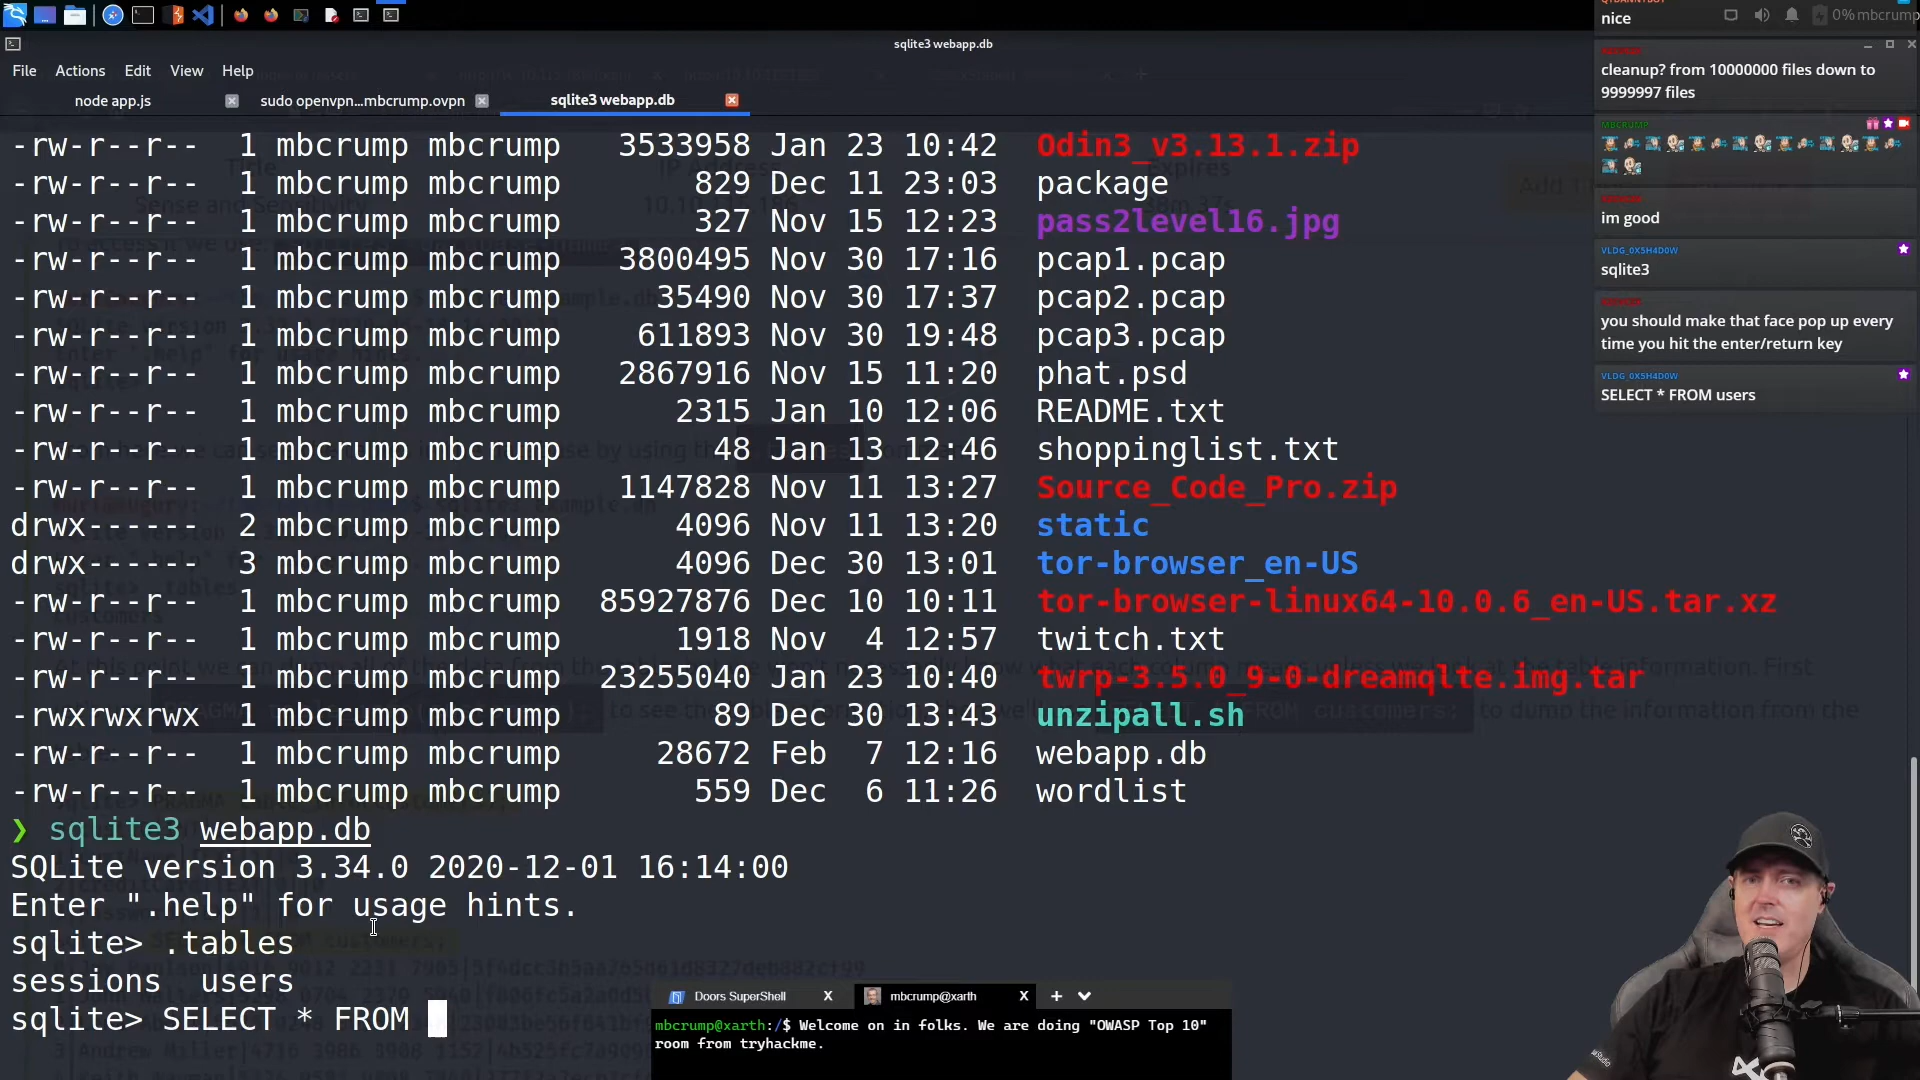 sqlite3 webapp.db
File Actions Edit View Help
node app.js
sudo openvpn...mbcrump.ovpn
sqlite3 webapp.db
-rw-r--r-- 1 mbcrump mbcrump 3533958 Jan 23 10:42 Odin3_v3.13.1.zip
-rw-r--r-- 1 mbcrump mbcrump 829 Dec 11 23:03 package
-rw-r--r-- 1 mbcrump mbcrump 327 Nov 15 12:23 pass2level16.jpg
-rw-r--r-- 1 mbcrump mbcrump 3800495 Nov 30 17:16 pcap1.pcap
-rw-r--r-- 1 mbcrump mbcrump 35490 Nov 30 17:37 pcap2.pcap
-rw-r--r-- 1 mbcrump mbcrump 611893 Nov 30 19:48 pcap3.pcap
-rw-r--r-- 1 mbcrump mbcrump 2867916 Nov 15 11:20 phat.psd
-rw-r--r-- 1 mbcrump mbcrump 2315 Jan 10 12:06 README.txt
-rw-r--r-- 1 mbcrump mbcrump 48 Jan 13 12:46 shoppinglist.txt
-rw-r--r-- 1 mbcrump mbcrump 1147828 Nov 11 13:27 Source_Code_Pro.zip
drwx------ 2 mbcrump mbcrump 4096 Nov 11 13:20 static
drwx------ 3 mbcrump mbcrump 4096 Dec 30 13:01 tor-browser_en-US
-rw-r--r-- 1 mbcrump mbcrump 85927876 Dec 10 10:11 tor-browser-linux64-10.0.6_en-US.tar.xz
-rw-r--r-- 1 mbcrump mbcrump 1918 Nov 4 12:57 twitch.txt
-rw-r--r-- 1 mbcrump mbcrump 23255040 Jan 23 10:40 twrp-3.5.0_9-0-dreamqlte.img.tar
-rwxrwxrwx 1 mbcrump mbcrump 89 Dec 30 13:43 unzipall.sh
-rw-r--r-- 1 mbcrump mbcrump 28672 Feb 7 12:16 webapp.db
-rw-r--r-- 1 mbcrump mbcrump 559 Dec 6 11:26 wordlist
❯ sqlite3 webapp.db
SQLite version 3.34.0 2020-12-01 16:14:00
Enter ".help" for usage hints.
sqlite> .tables
sessions users
sqlite> SELECT * FROM
Doors SuperShell
mbcrump@xarth
mbcrump@xarth:/$ Welcome on in folks. We are doing "OWASP Top 10"
room from tryhackme.
nice
0% mbcrump
cleanup? from 10000000 files down to
9999997 files
MBCRUMP
im good
VLDG_0X5H4D0W
sqlite3
you should make that face pop up every
time you hit the enter/return key
VLDG_0X5H4D0W
SELECT * FROM users